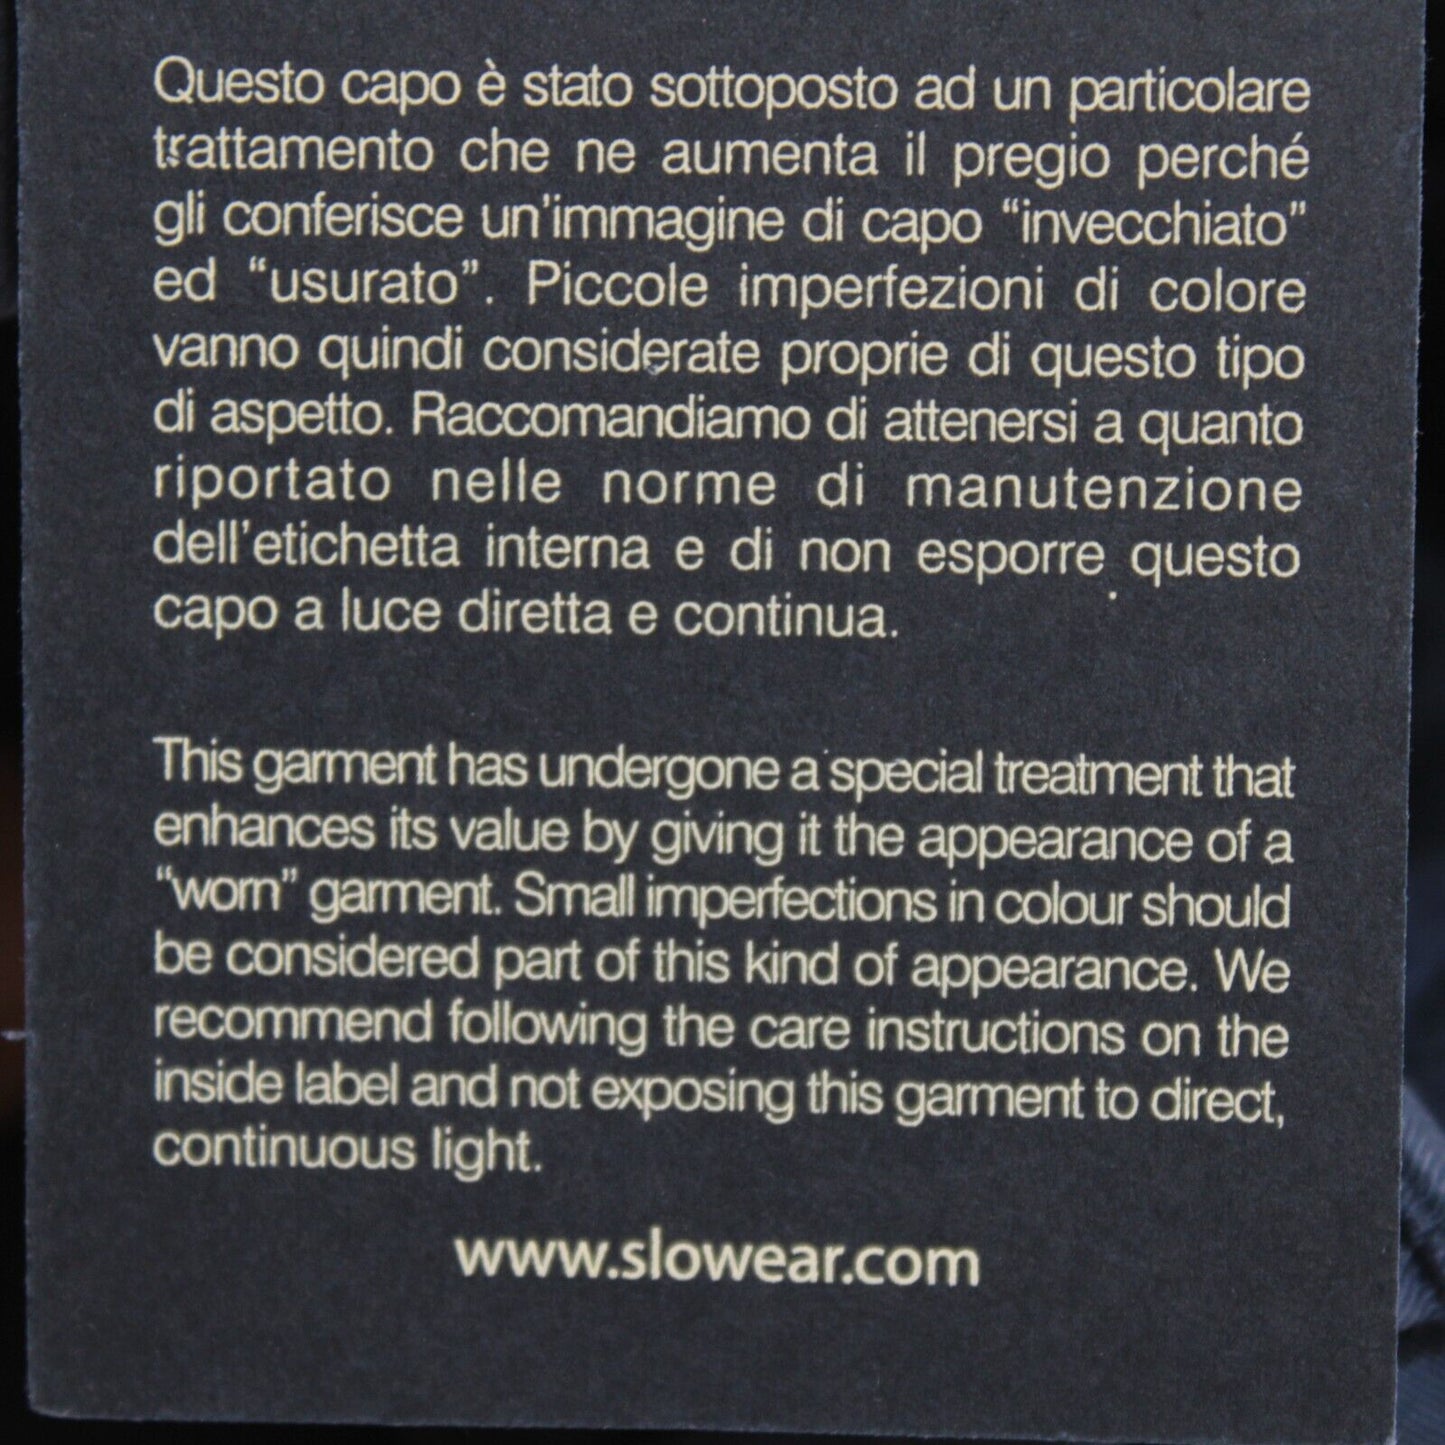 Questo capo è stato sottoposto ad un particolare
trattamento che ne aumenta il pregio perché
gli conferisce un'immagine di capo “invecchiato”
ed “usurato”. Piccole imperfezioni di colore
vanno quindi considerate proprie di questo tipo
di aspetto. Raccomandiamo di attenersi a quanto
riportato nelle norme di manutenzione
dell'etichetta interna e di non esporre questo
capo a luce diretta e continua.
This garment has undergone a special treatment that
enhances its value by giving it the appearance of a
“worn” garment. Small imperfections in colour should
be considered part of this kind of appearance. We
recommend following the care instructions on the
inside label and not exposing this garment to direct,
continuous light.
www.slowear.com